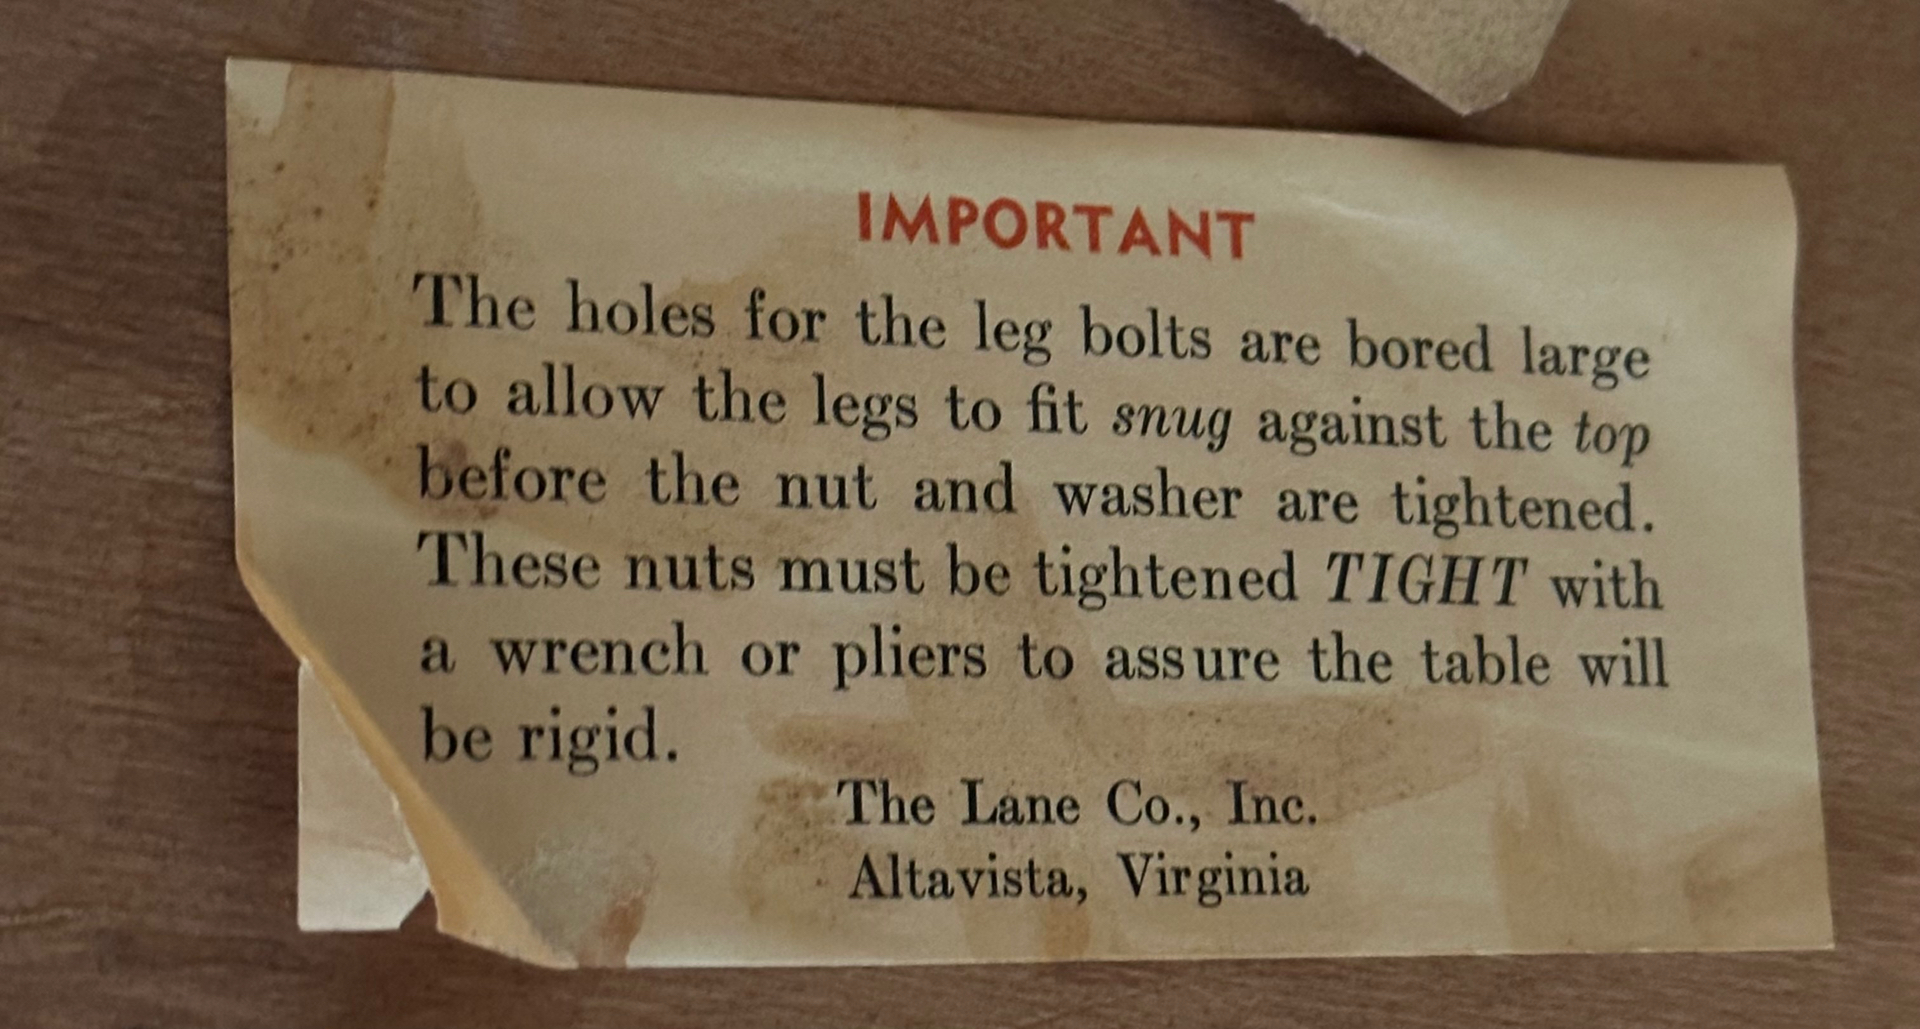 IMPORTANT
The holes for the leg bolts are bored large
to allow the legs to fit snug against the top
before the nut and washer are tightened.
These nuts must be tightened TIGHT with
a wrench or pliers to assure the table will
be rigid.
The Lane Co., Inc.
Altavista, Virginia